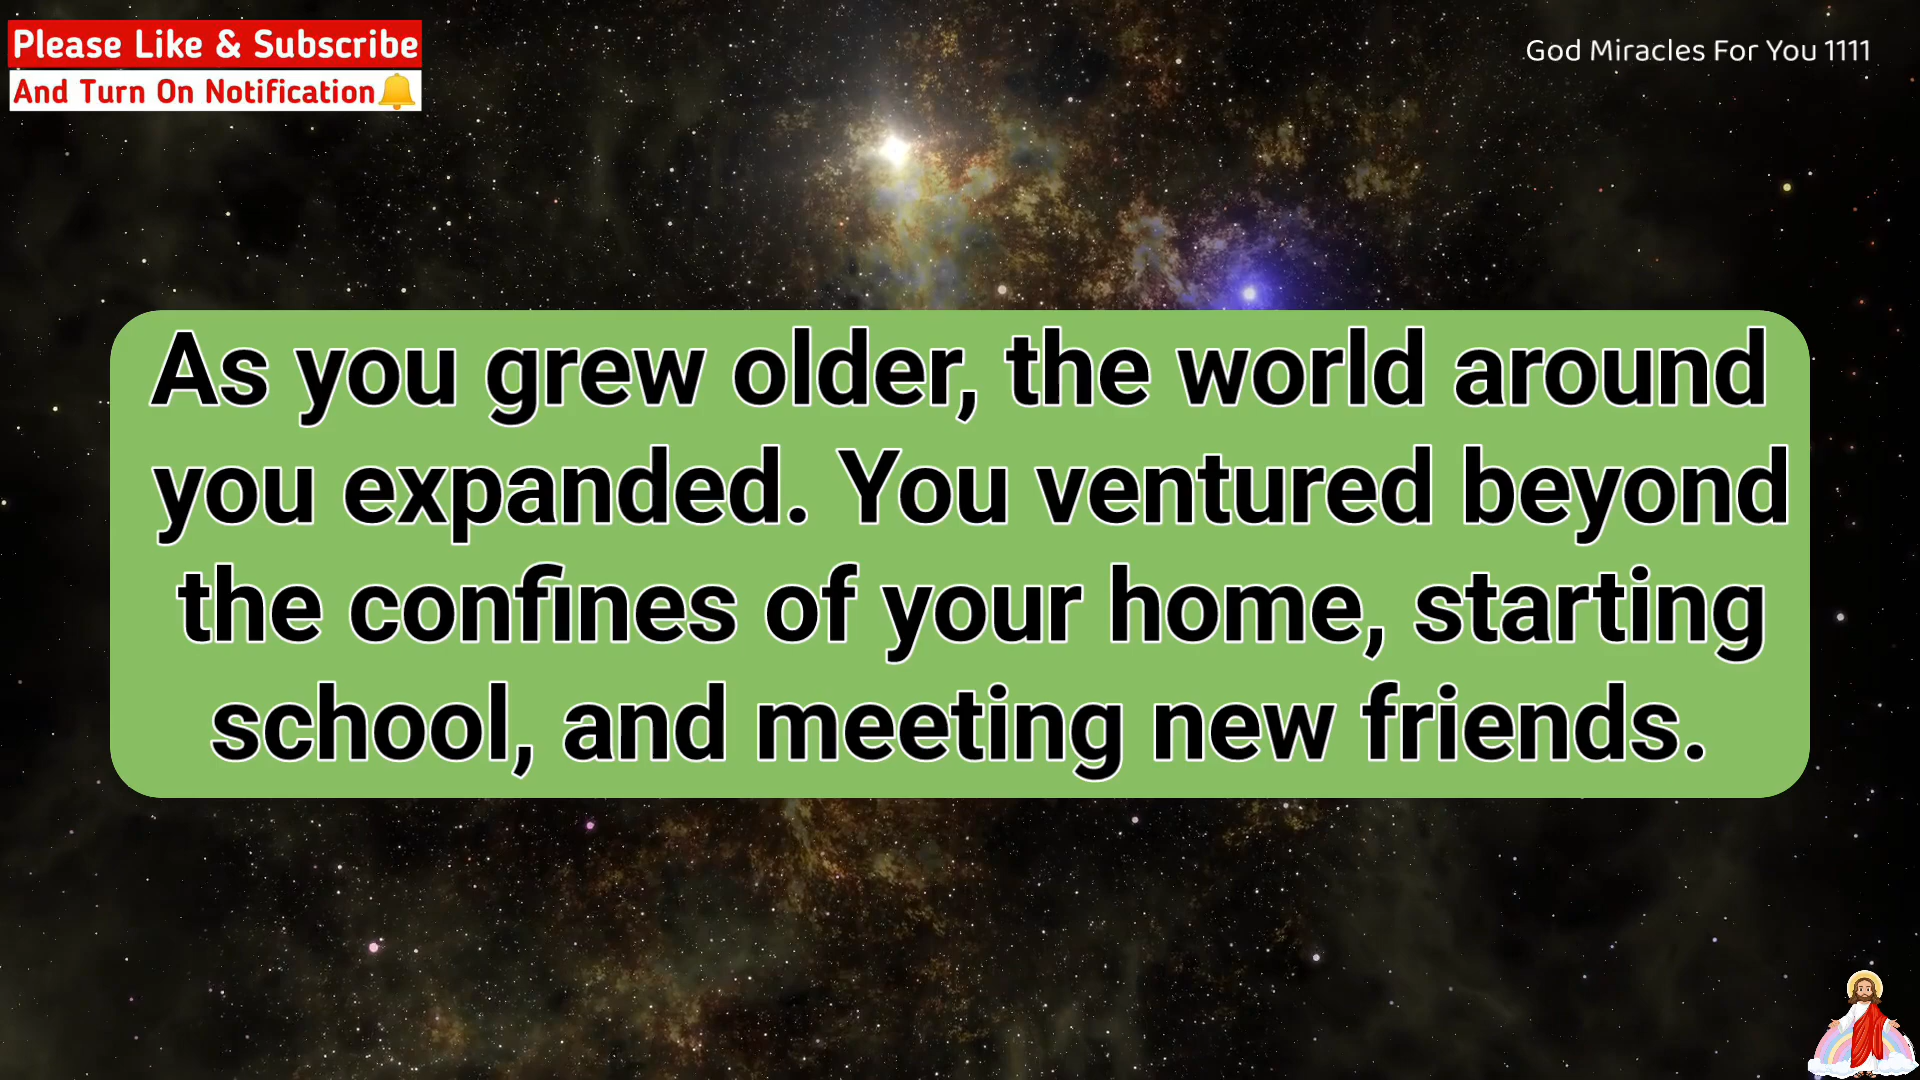 Please Like & Subscribe
And Turn On Notification🔔
God Miracles For You 1111
As you grew older, the world around
you expanded. You ventured beyond
the confines of your home, starting
school, and meeting new friends.